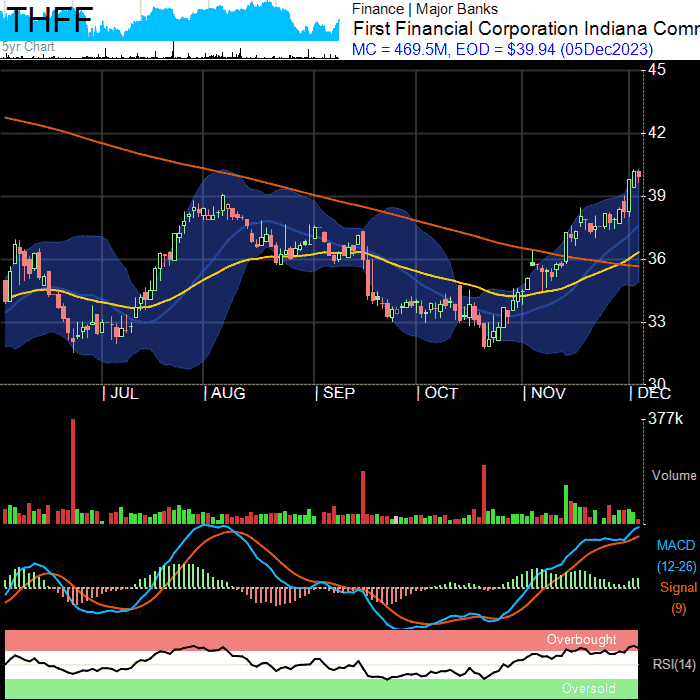 THFF
5yr Chart
Finance | Major Banks
First Financial Corporation Indiana Comm
MC = 469.5M, EOD = $39.94 (05Dec2023)
45
42
39
36
33
30
| JUL | AUG | SEP | OCT | NOV | DEC
377k
Volume
MACD
(12-26)
Signal
(9)
Overbought
RSI(14)
Oversold